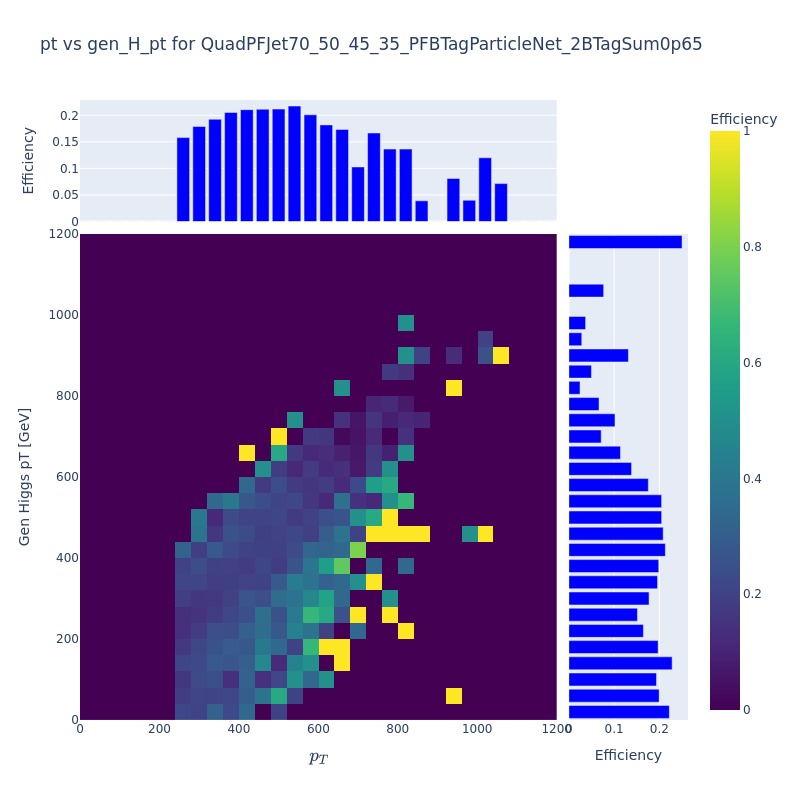 pt vs gen_H_pt for QuadPFJet70_50_45_35_PFBTagParticleNet_2BTagSum0p65
Efficiency
0.2
0.15
0.1
0.05
0
Efficiency
1
0.8
0.6
0.4
0.2
0
Gen Higgs pT [GeV]
1200
1000
800
600
400
200
0
0 200 400 600 800 1000 1200
p_T
0 0.1 0.2
Efficiency